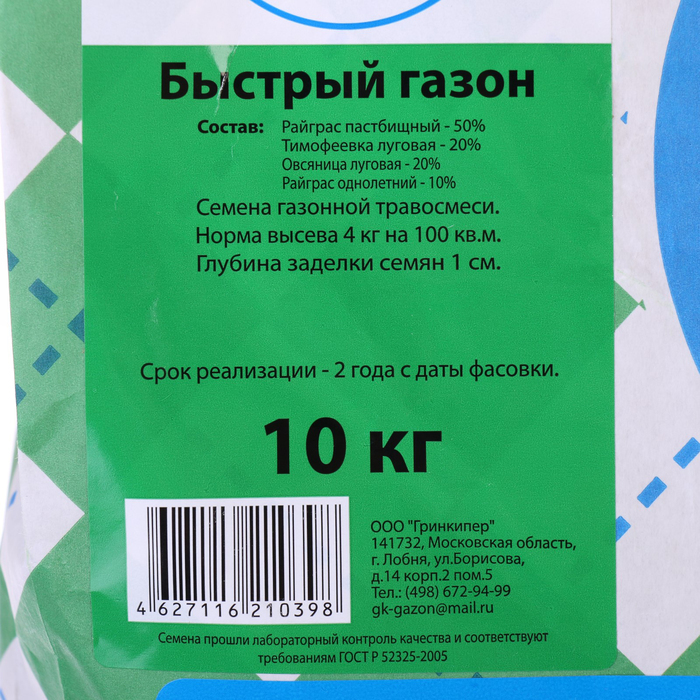 Быстрый газон
Состав: Райграс пастбищный - 50%
Тимофеевка луговая - 20%
Овсяница луговая - 20%
Райграс однолетний - 10%
Семена газонной травосмеси.
Норма высева 4 кг на 100 кв.м.
Глубина заделки семян 1 см.
Срок реализации - 2 года с даты фасовки.
10 кг
ООО "Гринкипер"
141732, Московская область,
г. Лобня, ул.Борисова,
д.14 корп.2 пом.5
Тел.: (498) 672-94-99
gk-gazon@mail.ru
4 627116 210398
Семена прошли лабораторный контроль качества и соответствуют
требованиям ГОСТ Р 52325-2005